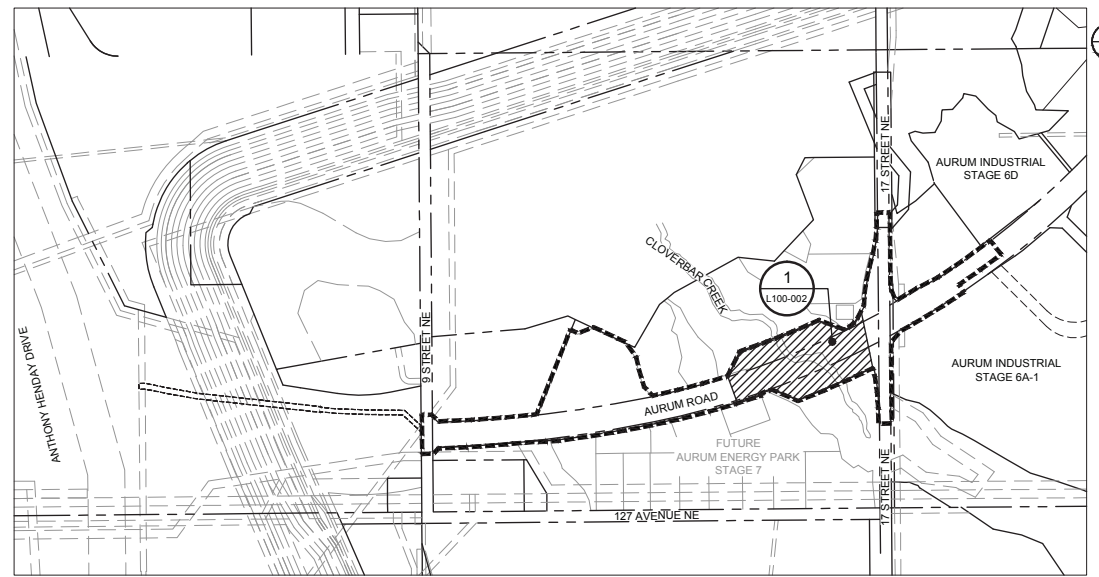 17 STREET NE
AURUM INDUSTRIAL
STAGE 6D
CLOVERBAR CREEK
1
L100-002
9 STREET NE
ANTHONY HENDAY DRIVE
AURUM INDUSTRIAL
STAGE 6A-1
AURUM ROAD
FUTURE
AURUM ENERGY PARK
STAGE 7
17 STREET NE
127 AVENUE NE